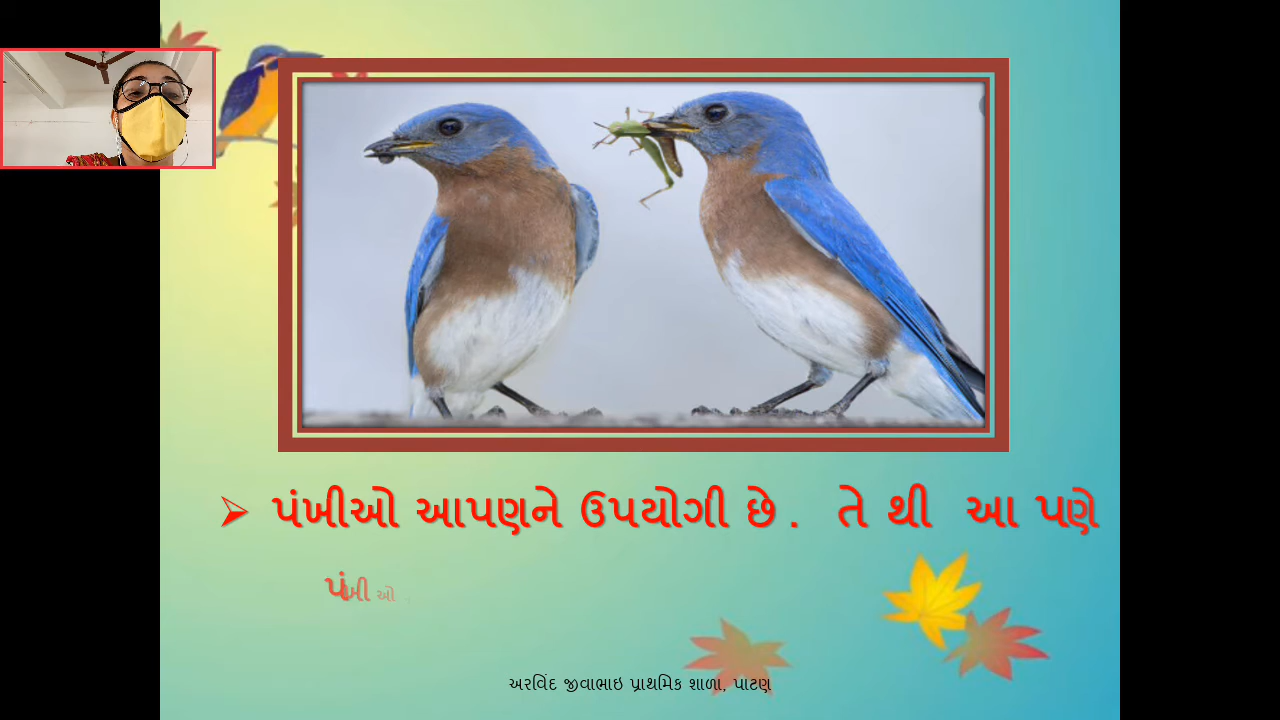 પંખીઓ આપણને ઉપયોગી છે. તે થી આ પણે
પંખી ઓ
અરવિંદ જીવાભાઇ પ્રાથમિક શાળા, પાટણ